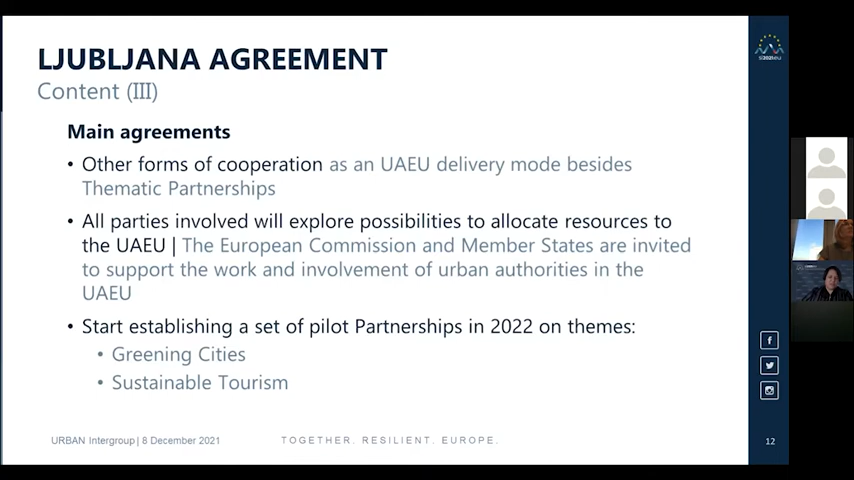 LJUBLJANA AGREEMENT
Content (III)
Main agreements
• Other forms of cooperation as an UAEU delivery mode besides
Thematic Partnerships
• All parties involved will explore possibilities to allocate resources to
the UAEU | The European Commission and Member States are invited
to support the work and involvement of urban authorities in the
UAEU
• Start establishing a set of pilot Partnerships in 2022 on themes:
• Greening Cities
• Sustainable Tourism
URBAN Intergroup | 8 December 2021
TOGETHER. RESILIENT. EUROPE.
12
SI2021.EU